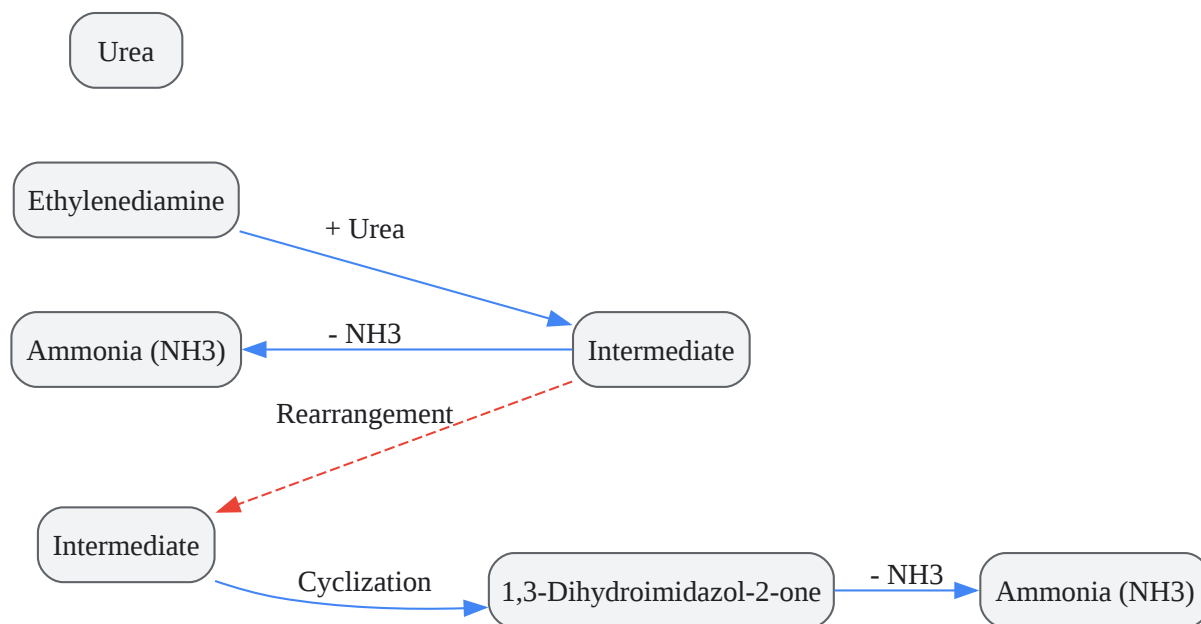 Urea
Ethylenediamine
+ Urea
Ammonia (NH3)
- NH3
Intermediate
Rearrangement
Intermediate
Cyclization
1,3-Dihydroimidazol-2-one
- NH3
Ammonia (NH3)